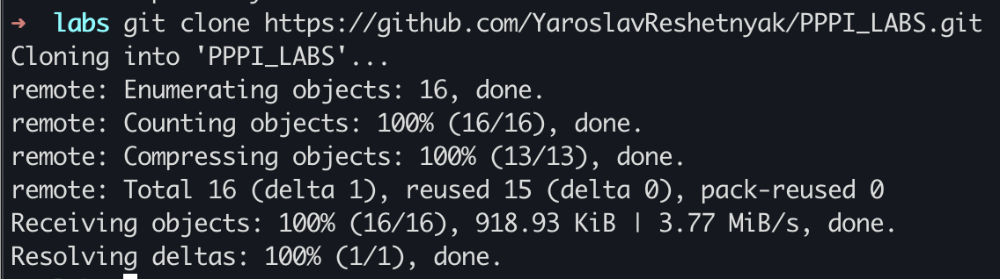 ➜  labs git clone https://github.com/YaroslavReshetnyak/PPPI_LABS.git
Cloning into 'PPPI_LABS'...
remote: Enumerating objects: 16, done.
remote: Counting objects: 100% (16/16), done.
remote: Compressing objects: 100% (13/13), done.
remote: Total 16 (delta 1), reused 15 (delta 0), pack-reused 0
Receiving objects: 100% (16/16), 918.93 KiB | 3.77 MiB/s, done.
Resolving deltas: 100% (1/1), done.